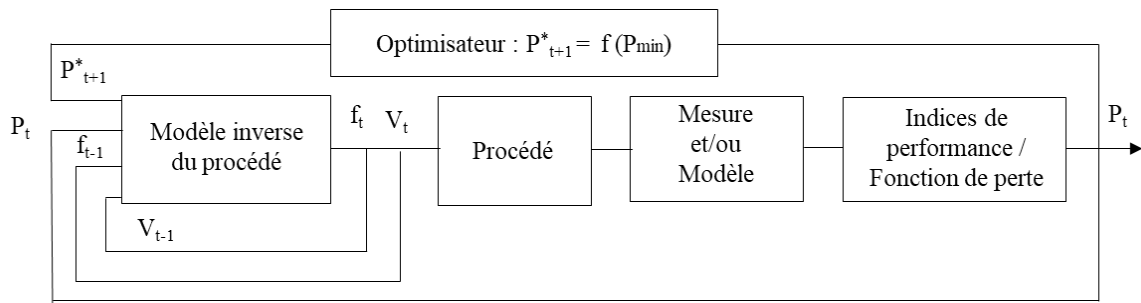 Optimisateur : P*t+1 = f (Pmin)
P*t+1
Pt
ft-1
Modèle inverse
du procédé
ft
Vt
Procédé
Mesure
et/ou
Modèle
Indices de
performance /
Fonction de perte
Pt
Vt-1